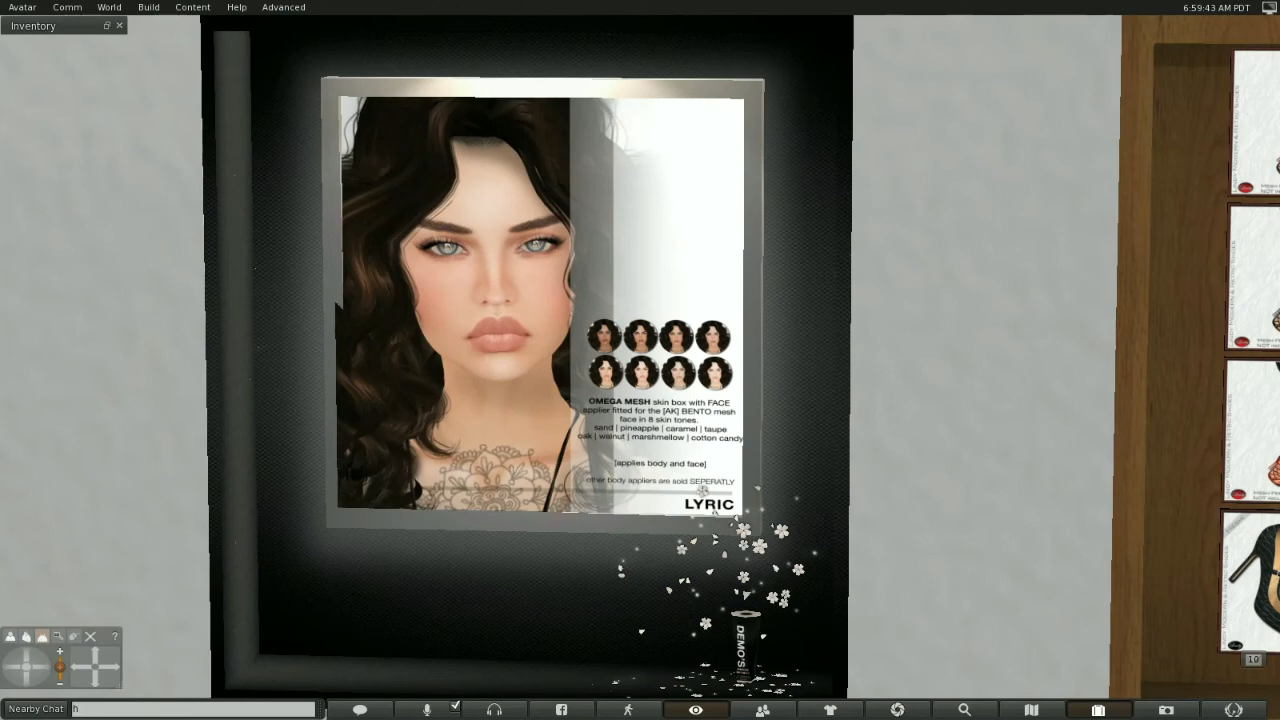 Avatar Comm World Build Content Help Advanced 6:59:43 AM PDT
Inventory
OMEGA MESH skin box with FACE
applier fitted for the [AK] BENTO mesh
face in 8 skin tones.
sand | pineapple | caramel | taupe
oak | walnut | marshmallow | cotton candy
[applies body and face]
other body appliers are sold SEPERATLY
LYRIC
DEMO'S
?
10
Nearby Chat h